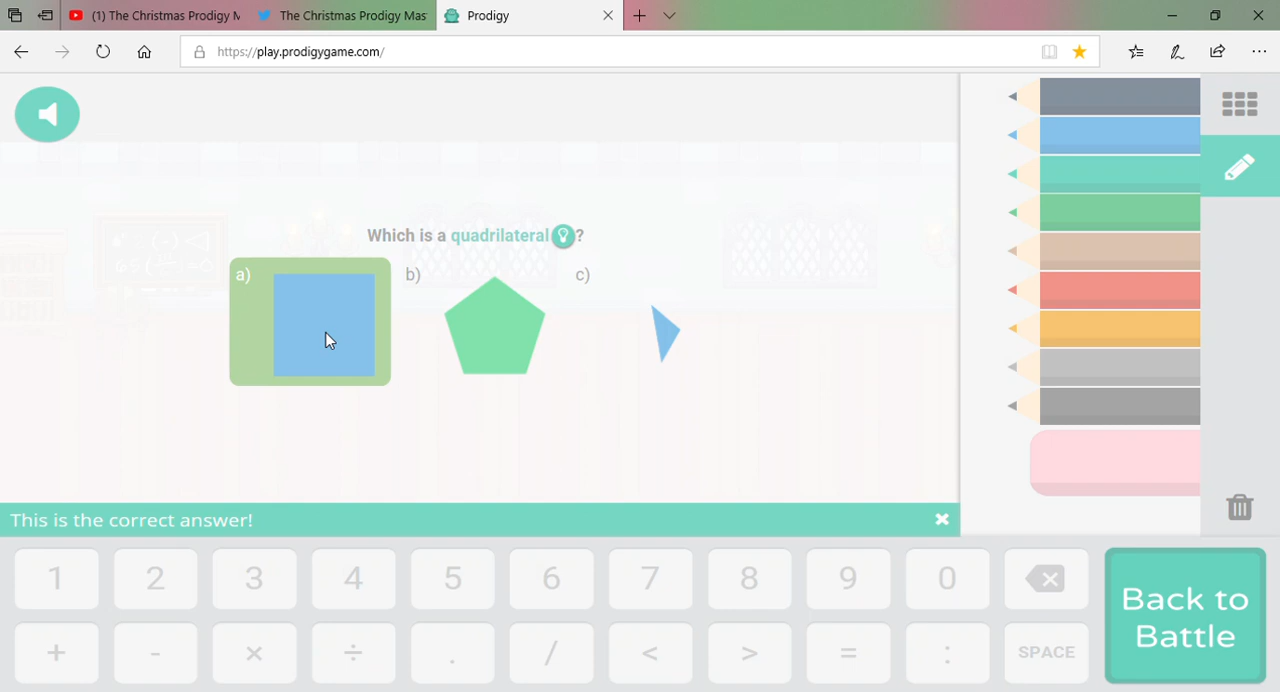 (1) The Christmas Prodigy M
The Christmas Prodigy Mas
Prodigy
https://play.prodigygame.com/
Which is a quadrilateral ?
a)
b)
c)
This is the correct answer!
1 2 3 4 5 6 7 8 9 0
+ - × ÷ . / < > = : SPACE
Back to
Battle